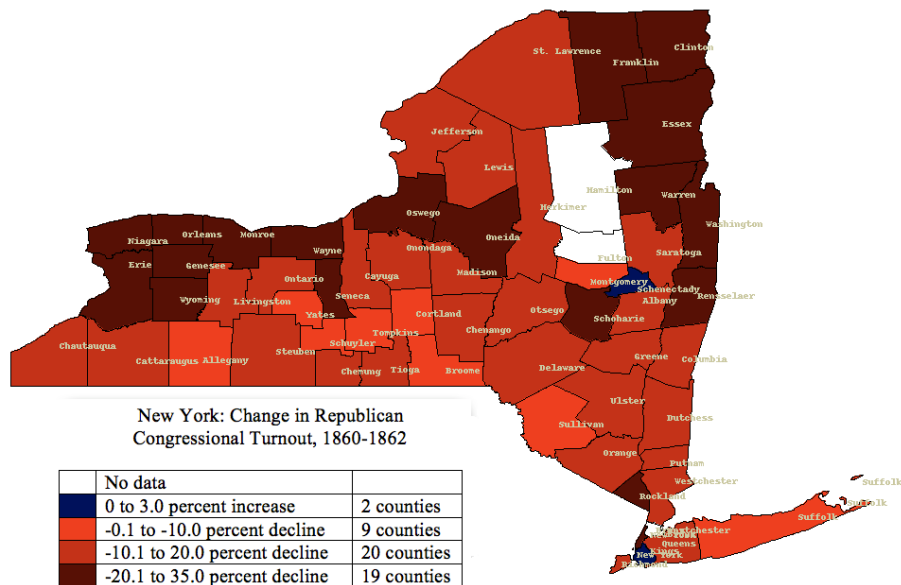 St. Lawrence
Clinton
Franklin
Essex
Jefferson
Lewis
Hamilton
Warren
Herkimer
Oswego
Washington
Niagara
Orleans
Monroe
Oneida
Wayne
Onondaga
Saratoga
Fulton
Erie
Genesee
Madison
Cayuga
Ontario
Montgomery
Schenectady
Seneca
Rensselaer
Wyoming
Livingston
Albany
Otsego
Yates
Cortland
Schoharie
Tompkins
Chenango
Schuyler
Chautauqua
Steuben
Greene
Columbia
Cattaraugus
Allegany
Delaware
Chemung
Tioga
Broome
Ulster
Dutchess
Sullivan
Orange
Putnam
Westchester
Suffolk
Rockland
Suffolk
Suffolk
Queens
Kings
New York
Richmond
New York: Change in Republican
Congressional Turnout, 1860-1862
No data
0 to 3.0 percent increase 2 counties
-0.1 to -10.0 percent decline 9 counties
-10.1 to 20.0 percent decline 20 counties
-20.1 to 35.0 percent decline 19 counties